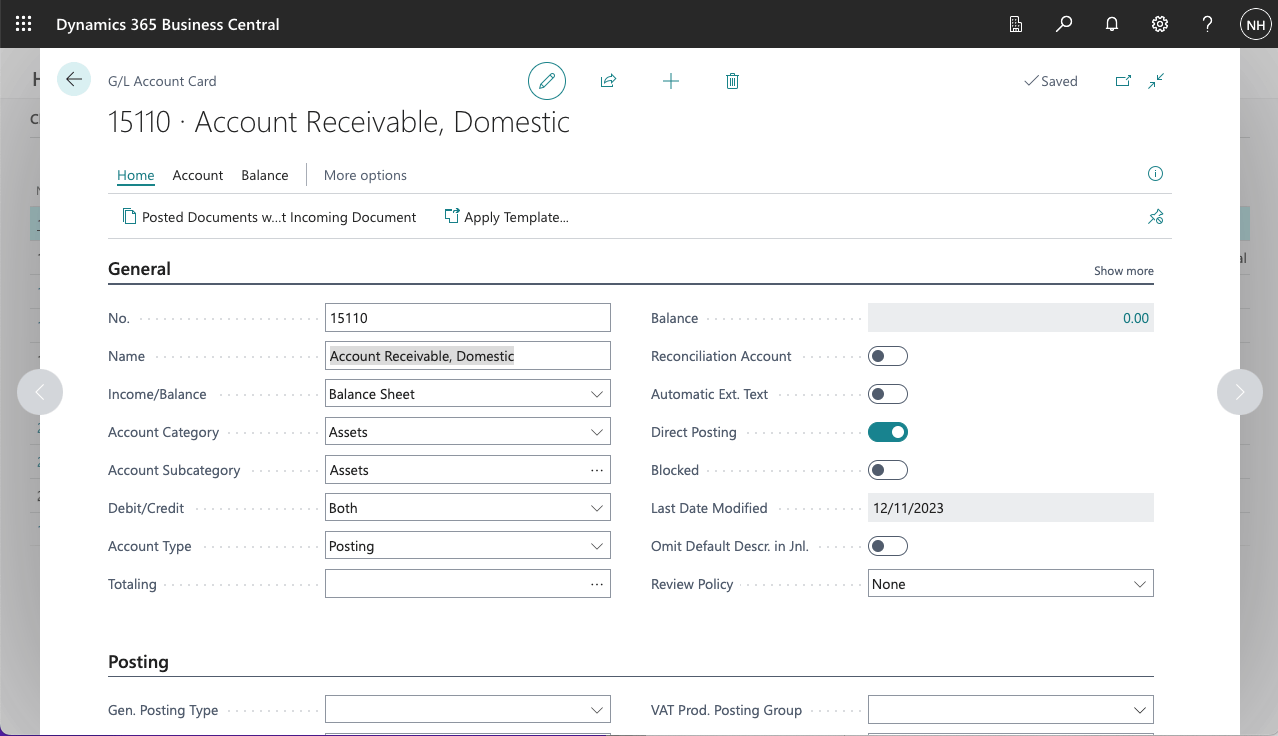 Dynamics 365 Business Central
NH
G/L Account Card
Saved
15110 · Account Receivable, Domestic
Home Account Balance More options
Posted Documents w...t Incoming Document Apply Template...
General Show more
No. 15110
Name Account Receivable, Domestic
Income/Balance Balance Sheet
Account Category Assets
Account Subcategory Assets
Debit/Credit Both
Account Type Posting
Totaling
Balance 0.00
Reconciliation Account
Automatic Ext. Text
Direct Posting
Blocked
Last Date Modified 12/11/2023
Omit Default Descr. in Jnl.
Review Policy None
Posting
Gen. Posting Type
VAT Prod. Posting Group